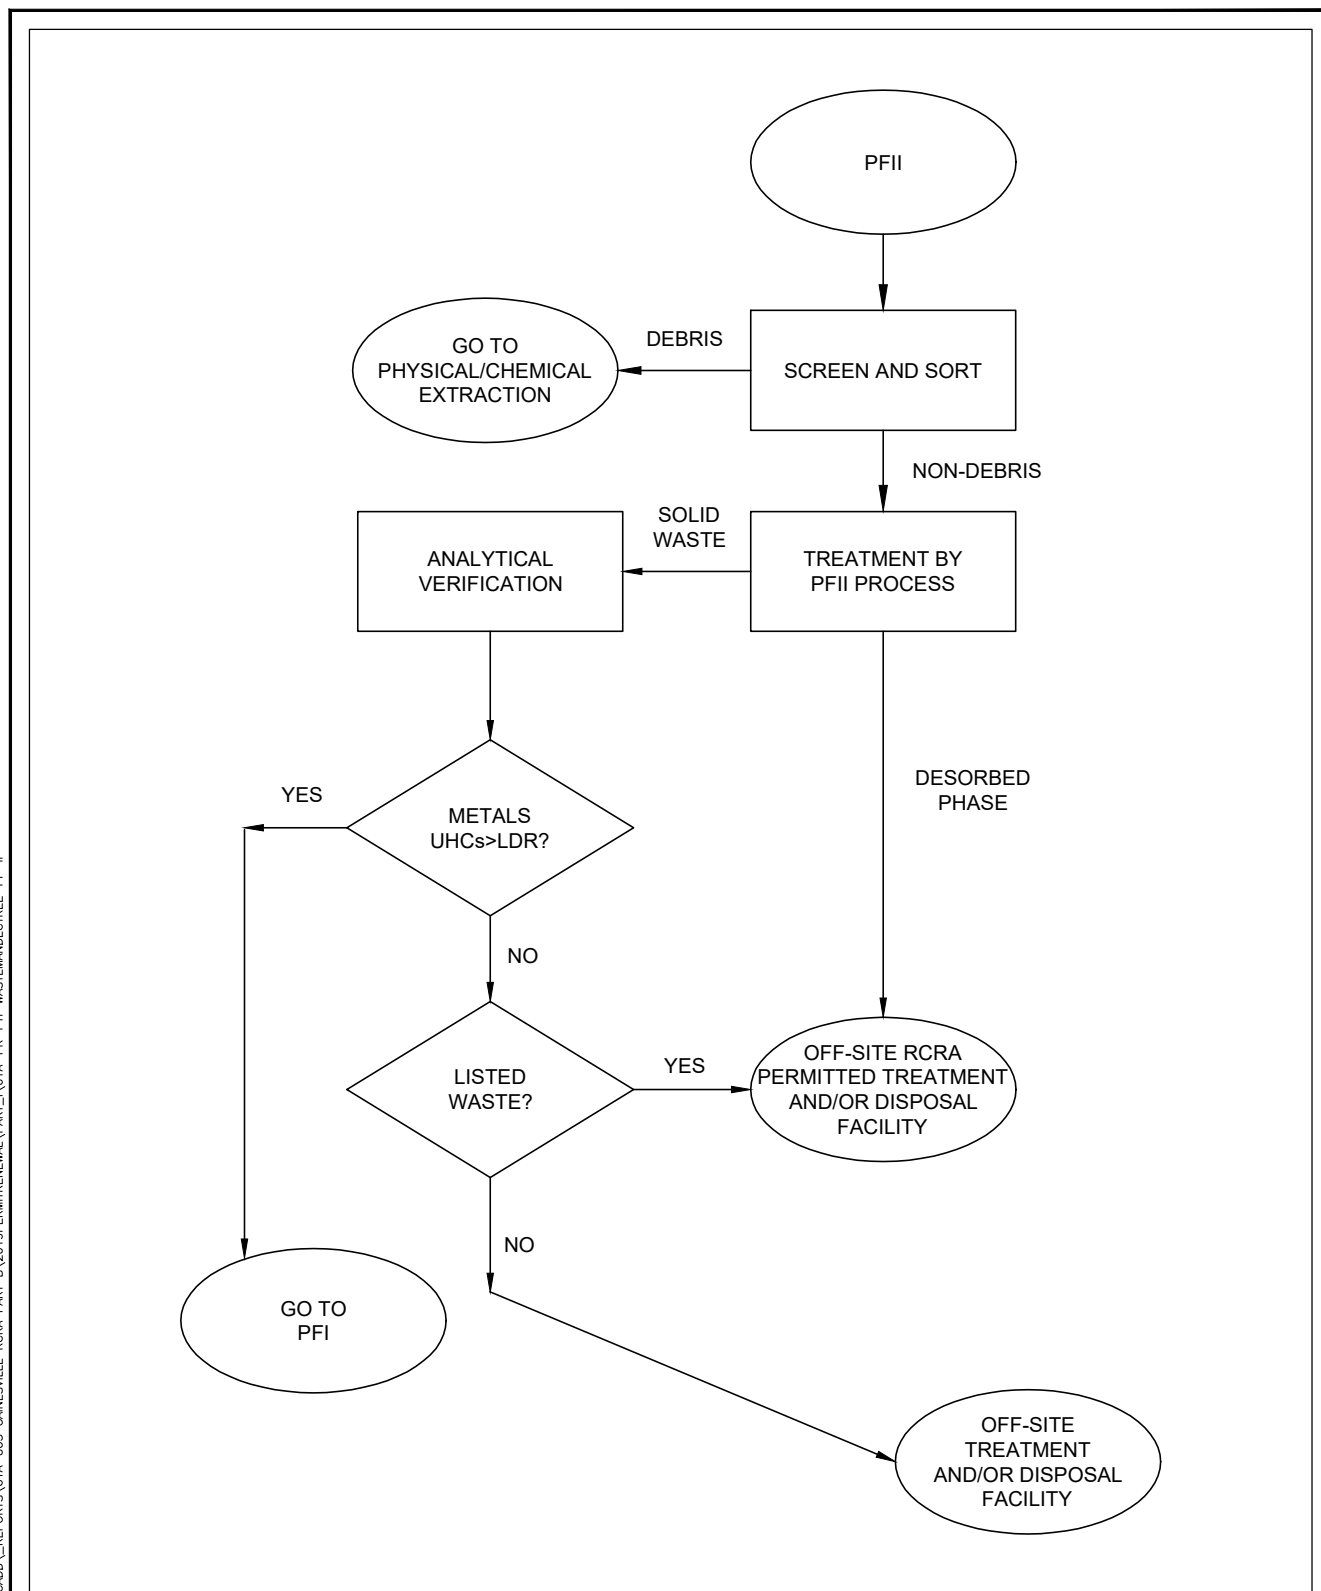 PFII
GO TO
PHYSICAL/CHEMICAL
EXTRACTION
DEBRIS
SCREEN AND SORT
NON-DEBRIS
SOLID
WASTE
ANALYTICAL
VERIFICATION
TREATMENT BY
PFII PROCESS
YES
METALS
UHCs>LDR?
DESORBED
PHASE
NO
LISTED
WASTE?
YES
OFF-SITE RCRA
PERMITTED TREATMENT
AND/OR DISPOSAL
FACILITY
NO
GO TO
PFI
OFF-SITE
TREATMENT
AND/OR DISPOSAL
FACILITY